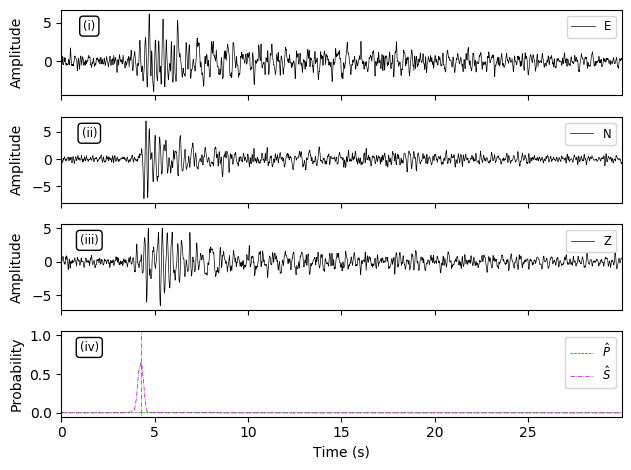 Amplitude
5
0
(i)
E
Amplitude
5
0
−5
(ii)
N
Amplitude
5
0
−5
(iii)
Z
Probability
1.0
0.5
0.0
(iv)
P̂
Ŝ
0 5 10 15 20 25
Time (s)